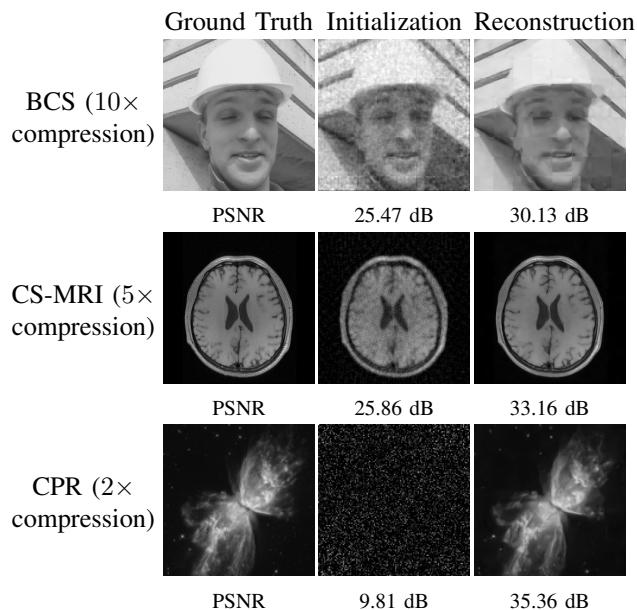 Ground Truth Initialization Reconstruction
BCS (10×
compression)
PSNR 25.47 dB 30.13 dB
CS-MRI (5×
compression)
PSNR 25.86 dB 33.16 dB
CPR (2×
compression)
PSNR 9.81 dB 35.36 dB